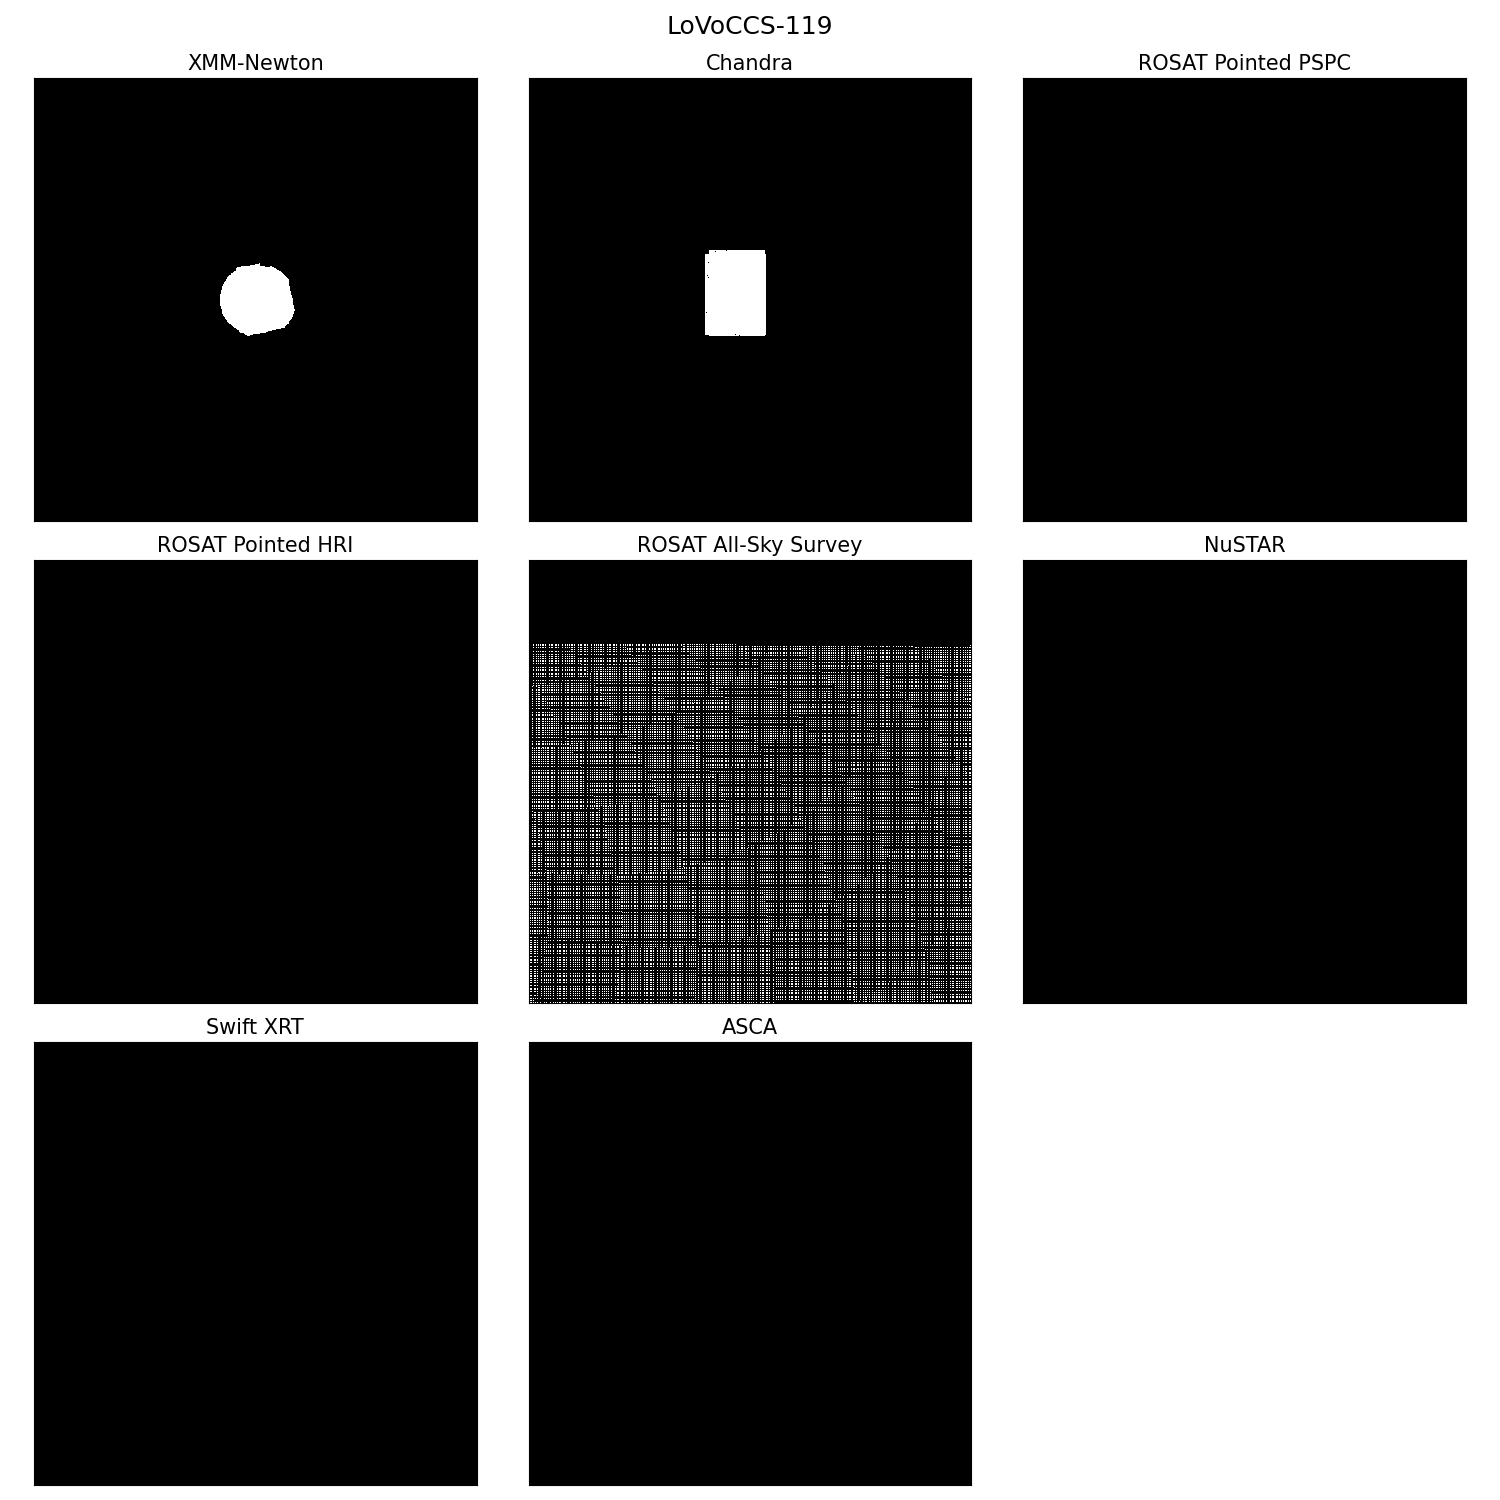 LoVoCCS-119
XMM-Newton
Chandra
ROSAT Pointed PSPC
ROSAT Pointed HRI
ROSAT All-Sky Survey
NuSTAR
Swift XRT
ASCA